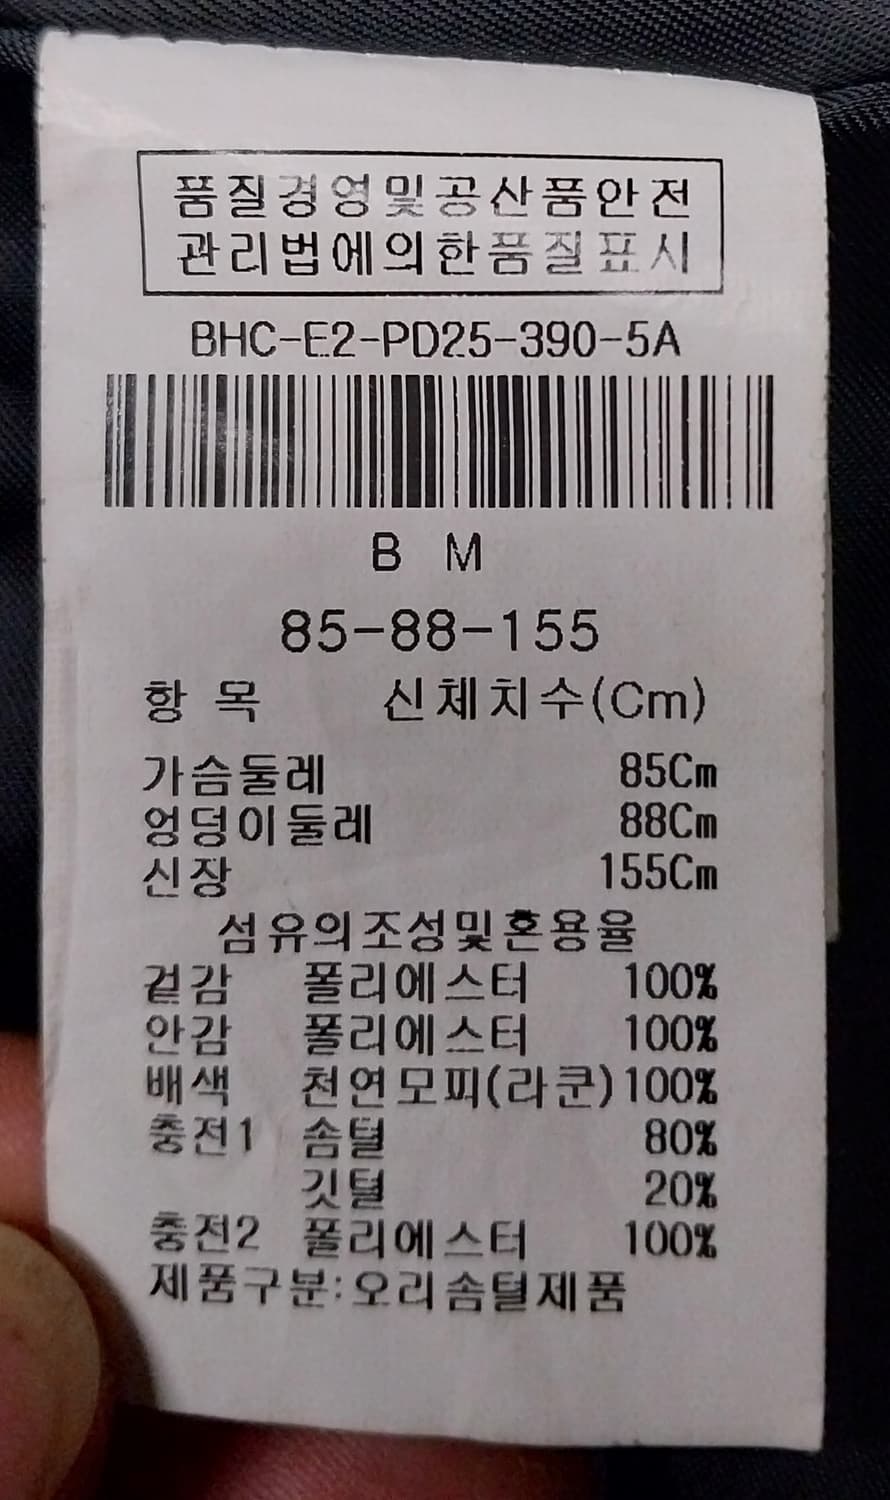 품질경영및공산품안전
관리법에의한품질표시
BHC-E2-PD25-390-5A
B M
85-88-155
항 목 신체치수(Cm)
가슴둘레 85Cm
엉덩이둘레 88Cm
신장 155Cm
섬유의조성및혼용율
겉감 폴리에스터 100%
안감 폴리에스터 100%
배색 천연모피(라쿤)100%
충전1 솜털 80%
깃털 20%
충전2 폴리에스터 100%
제품구분:오리솜털제품